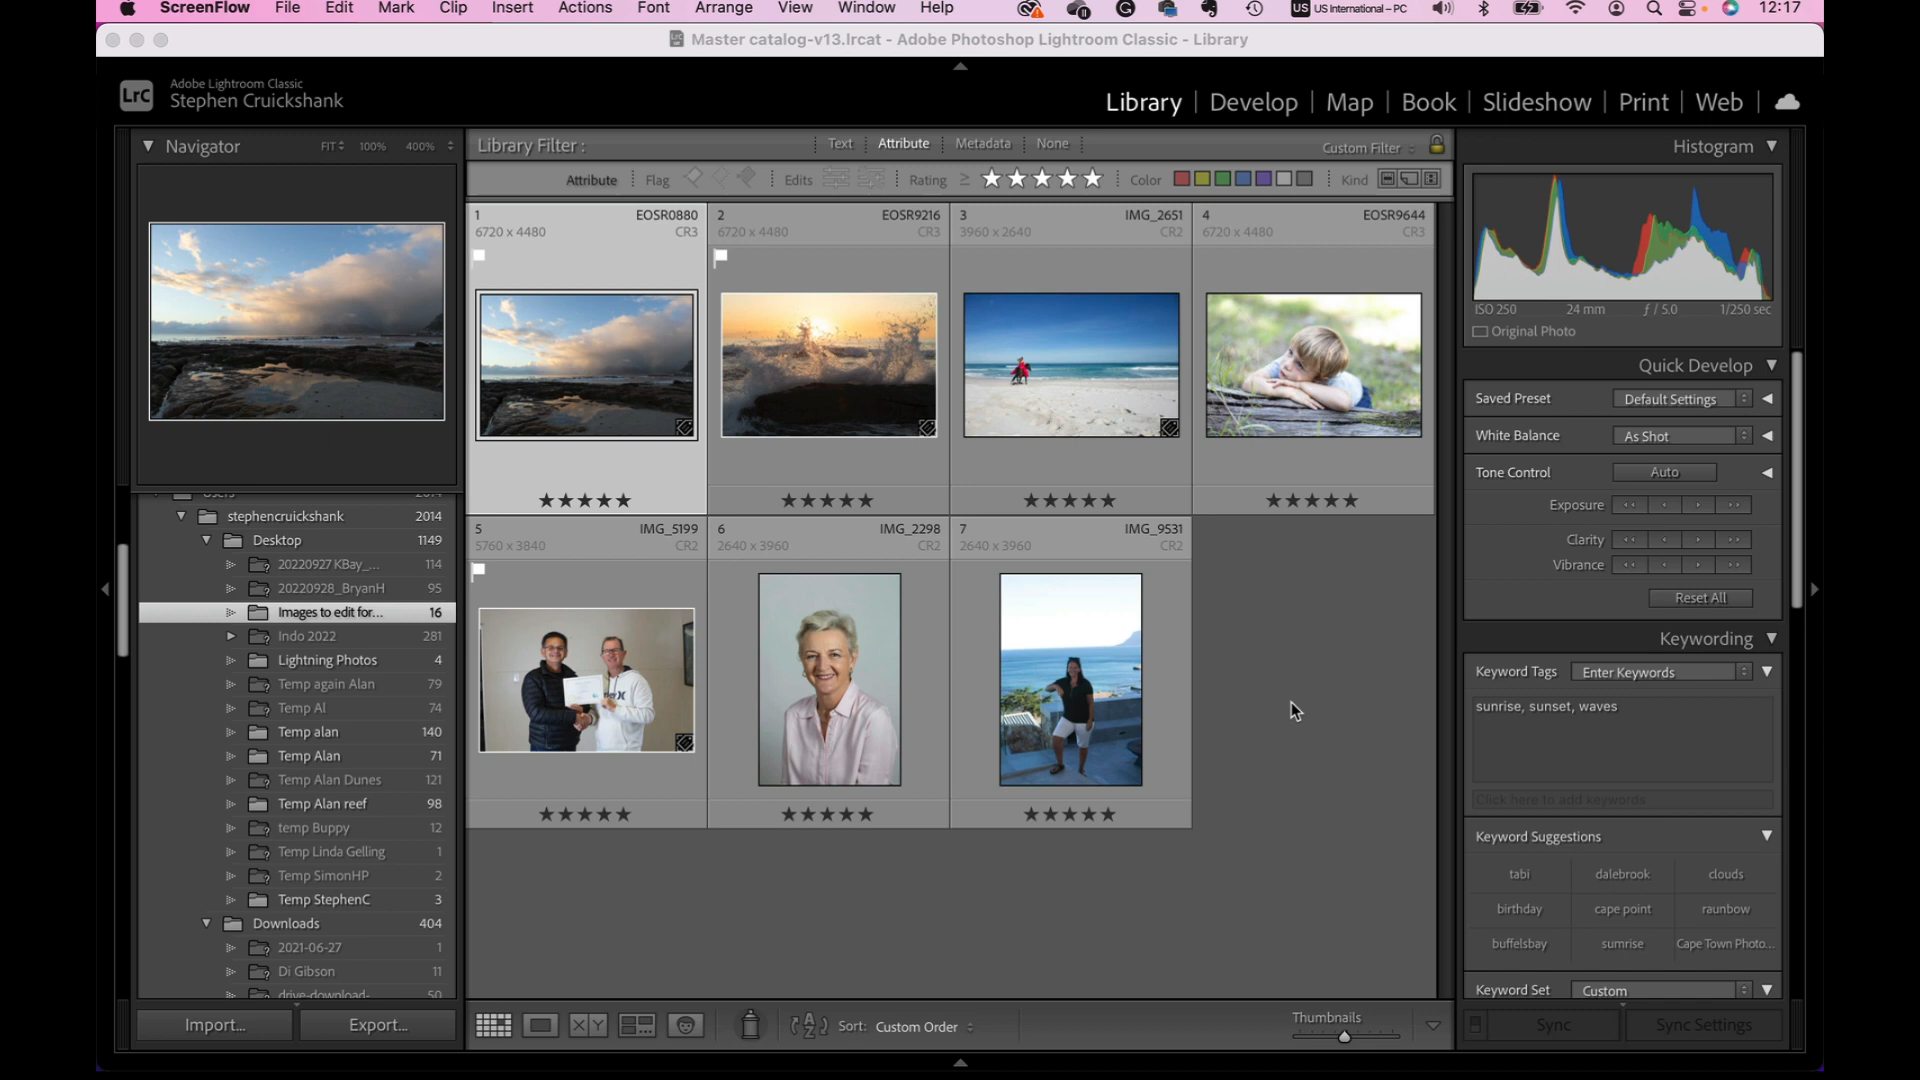 ScreenFlow File Edit Mark Clip Insert Actions Font Arrange View Window Help US US International – PC 12:17
Master catalog-v13.lrcat - Adobe Photoshop Lightroom Classic - Library
LrC
Adobe Lightroom Classic
Stephen Cruickshank
Library | Develop | Map | Book | Slideshow | Print | Web
Navigator FIT 100% 400%
Library Filter : Text Attribute Metadata None Custom Filter
Attribute Flag Edits Rating ≥ ★★★★★ Color Kind
1 EOSR0880
6720 x 4480 CR3
2 EOSR9216
6720 x 4480 CR3
3 IMG_2651
3960 x 2640 CR2
4 EOSR9644
6720 x 4480 CR3
★★★★★ ★★★★★ ★★★★★ ★★★★★
5 IMG_5199
5760 x 3840 CR2
6 IMG_2298
2640 x 3960 CR2
7 IMG_9531
2640 x 3960 CR2
★★★★★ ★★★★★ ★★★★★
stephencruickshank 2014
Desktop 1149
20220927 KBay_... 114
20220928_BryanH 95
Images to edit for... 16
Indo 2022 281
Lightning Photos 4
Temp again Alan 79
Temp Al 74
Temp alan 140
Temp Alan 71
Temp Alan Dunes 121
Temp Alan reef 98
temp Buppy 12
Temp Linda Gelling 1
Temp SimonHP 2
Temp StephenC 3
Downloads 404
2021-06-27 1
Di Gibson 11
drive-download- 50
Import... Export...
XY Sort: Custom Order Thumbnails
Histogram
ISO 250 24 mm ƒ / 5.0 1/250 sec
Original Photo
Quick Develop
Saved Preset Default Settings
White Balance As Shot
Tone Control Auto
Exposure
Clarity
Vibrance
Reset All
Keywording
Keyword Tags Enter Keywords
sunrise, sunset, waves
Click here to add keywords
Keyword Suggestions
tabi dalebrook clouds
birthday cape point raunbow
buffelsbay sumrise Cape Town Photo...
Keyword Set Custom
Sync Sync Settings